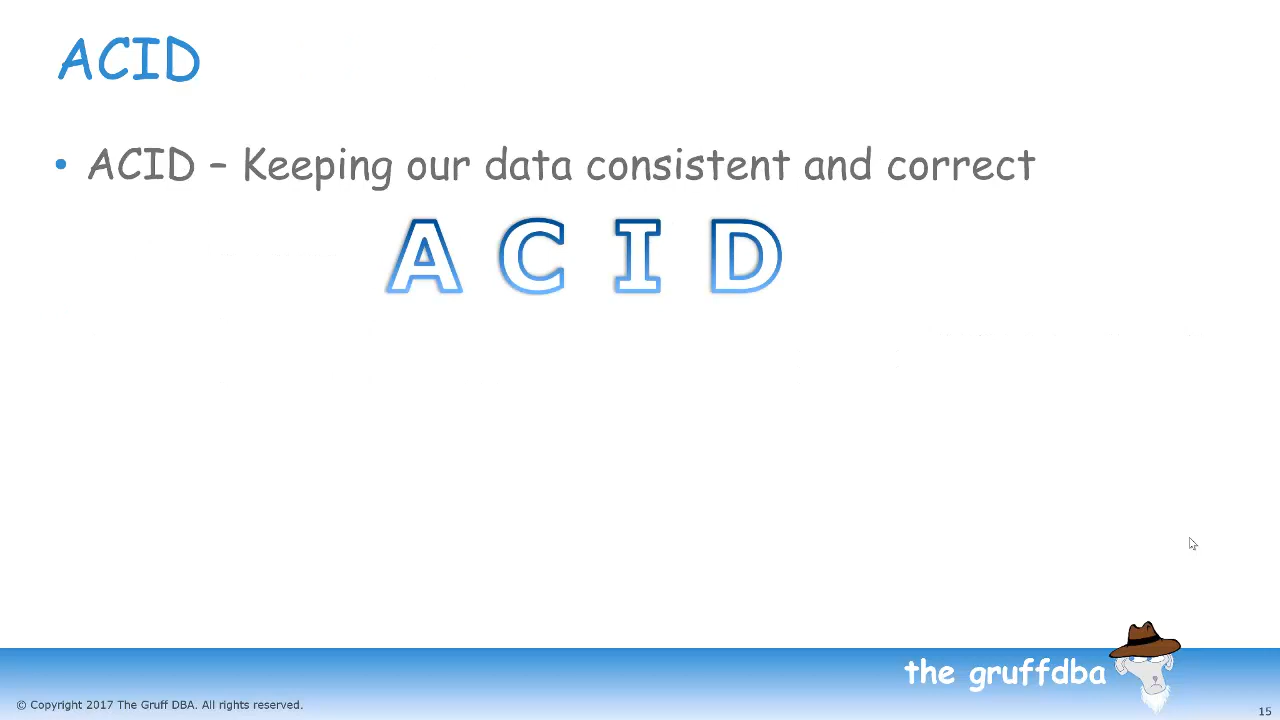 ACID
• ACID – Keeping our data consistent and correct
A C I D
the gruffdba
© Copyright 2017 The Gruff DBA. All rights reserved.
15